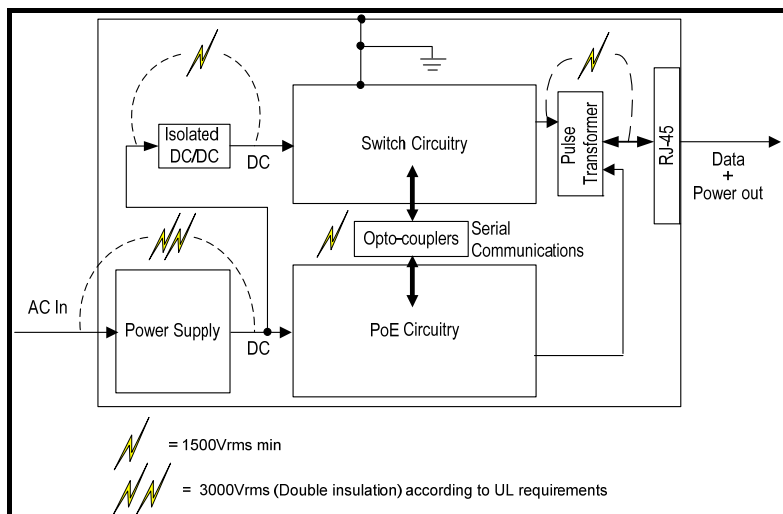 Isolated
DC/DC
DC
Switch Circuitry
Pulse
Transformer
RJ-45
Data
+
Power out
Opto-couplers
Serial
Communications
AC In
Power Supply
DC
PoE Circuitry
= 1500Vrms min
= 3000Vrms (Double insulation) according to UL requirements